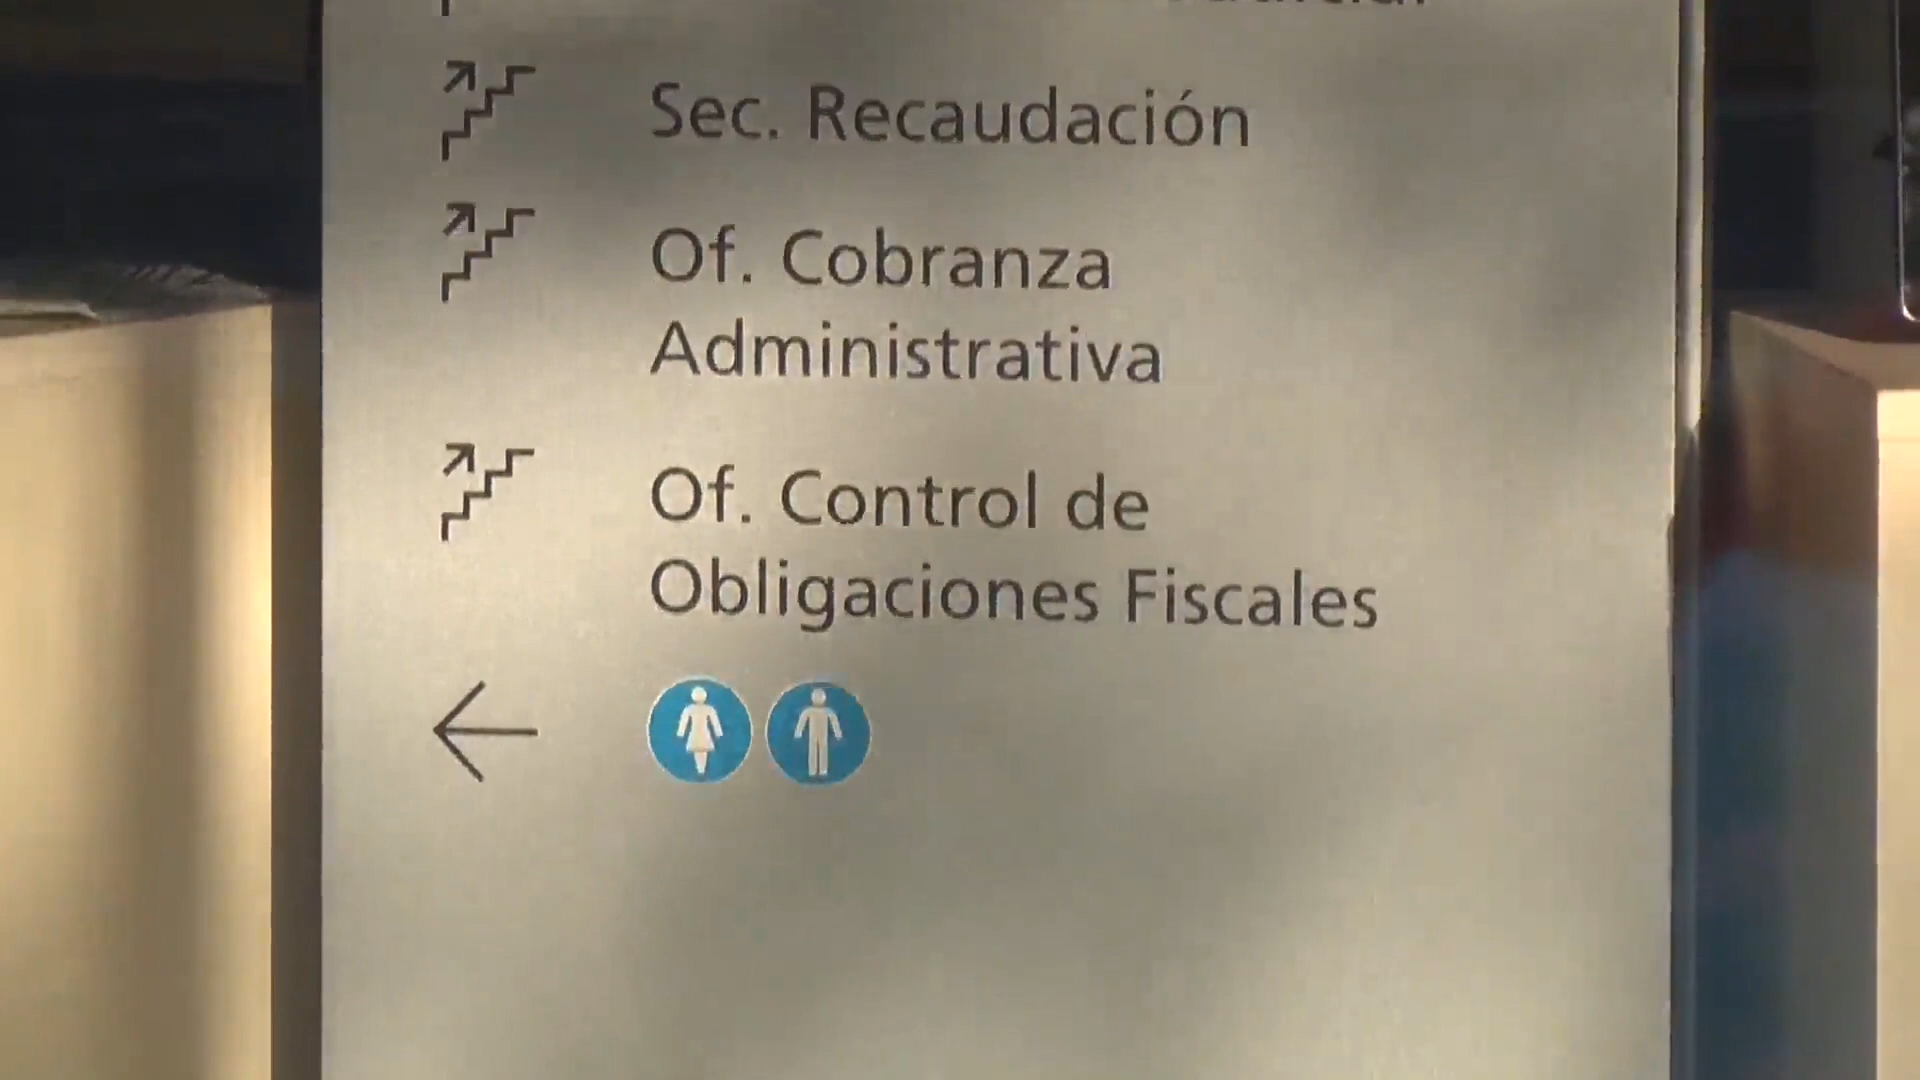 Sec. Recaudación
Of. Cobranza
Administrativa
Of. Control de
Obligaciones Fiscales